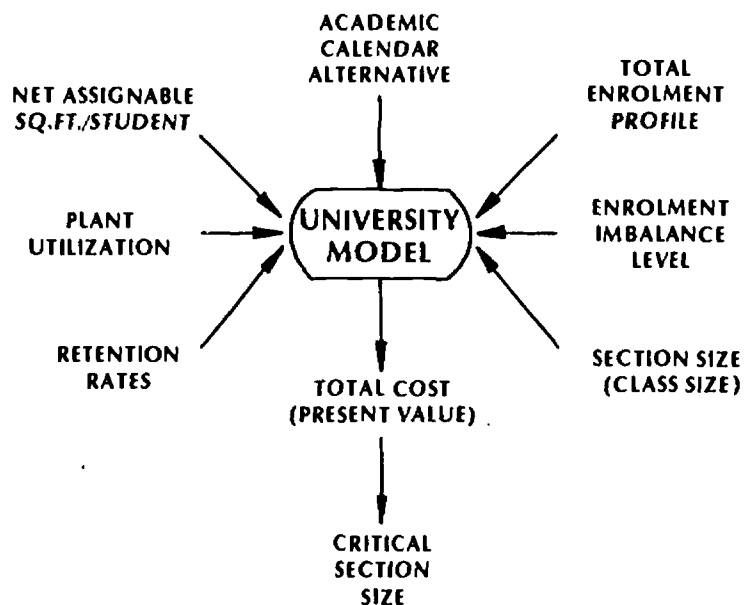 ACADEMIC
CALENDAR
ALTERNATIVE
NET ASSIGNABLE
SQ.FT./STUDENT
TOTAL
ENROLMENT
PROFILE
PLANT
UTILIZATION
UNIVERSITY
MODEL
ENROLMENT
IMBALANCE
LEVEL
RETENTION
RATES
SECTION SIZE
(CLASS SIZE)
TOTAL COST
(PRESENT VALUE)
CRITICAL
SECTION
SIZE